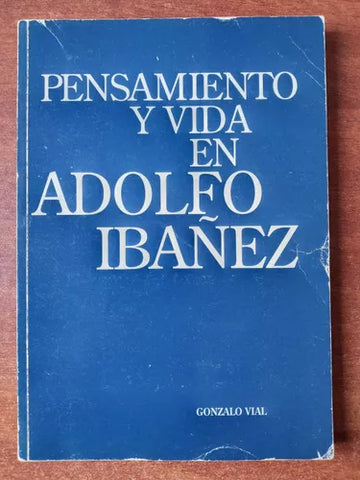 PENSAMIENTO
Y VIDA
EN
ADOLFO
IBAÑEZ
GONZALO VIAL